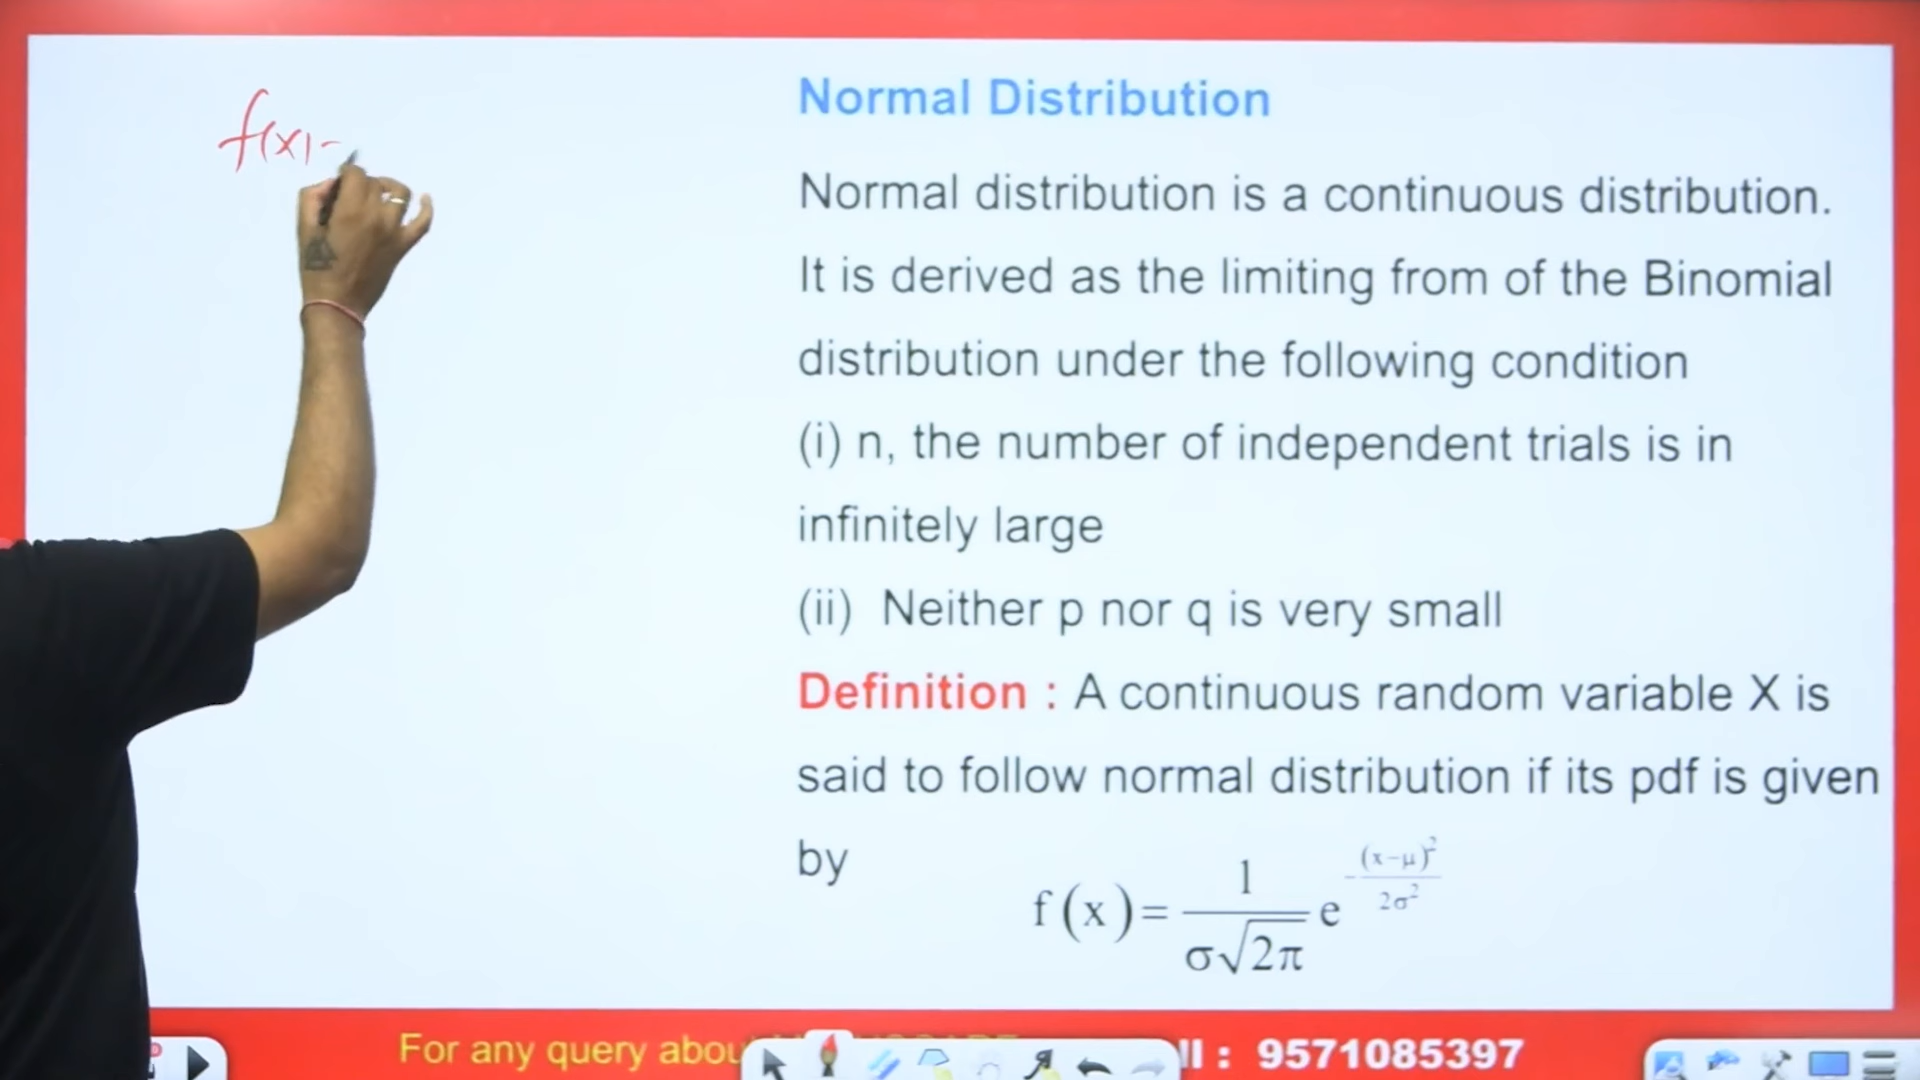 f(x) -
Normal Distribution
Normal distribution is a continuous distribution.
It is derived as the limiting from of the Binomial
distribution under the following condition
(i) n, the number of independent trials is in
infinitely large
(ii) Neither p nor q is very small
Definition : A continuous random variable X is
said to follow normal distribution if its pdf is given
by
f(x)= 1/(σ√2π) e^(-(x-μ)²/(2σ²))
For any query : 9571085397